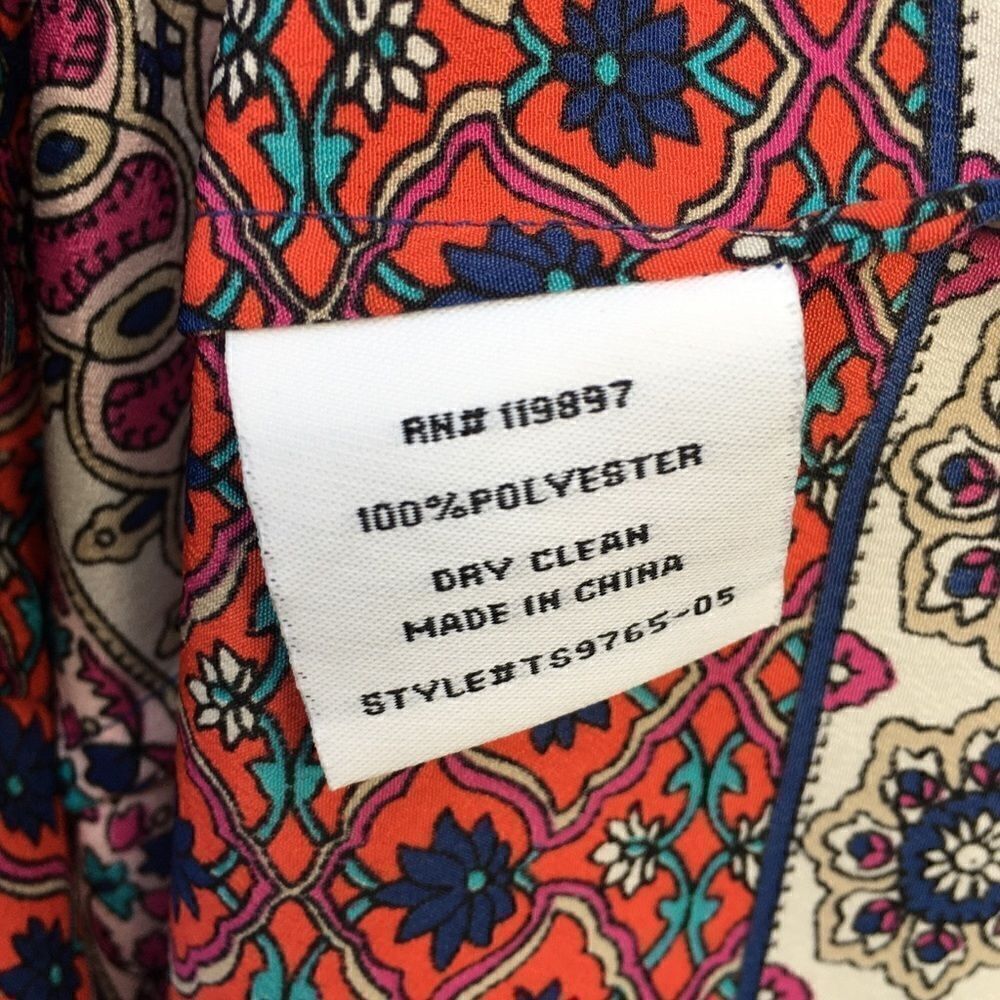 RN# 119897
100%POLYESTER
DRY CLEAN
MADE IN CHINA
STYLE#TS9765-05